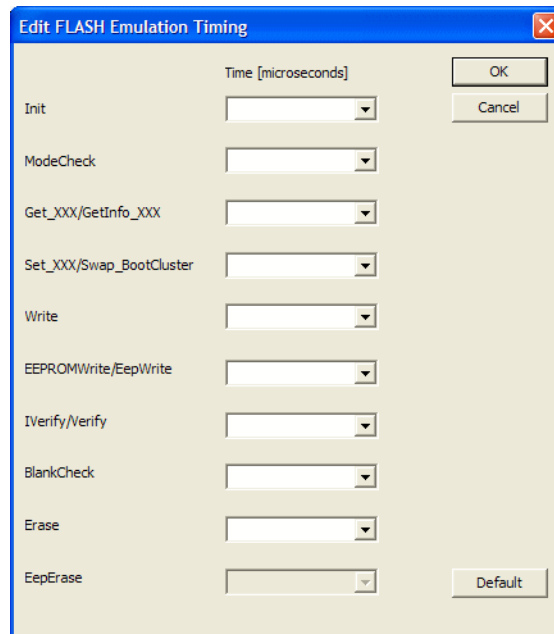 Edit FLASH Emulation Timing
Time [microseconds]
OK
Init
Cancel
ModeCheck
Get_XXX/GetInfo_XXX
Set_XXX/Swap_BootCluster
Write
EEPROMWrite/EepWrite
IVerify/Verify
BlankCheck
Erase
EepErase
Default